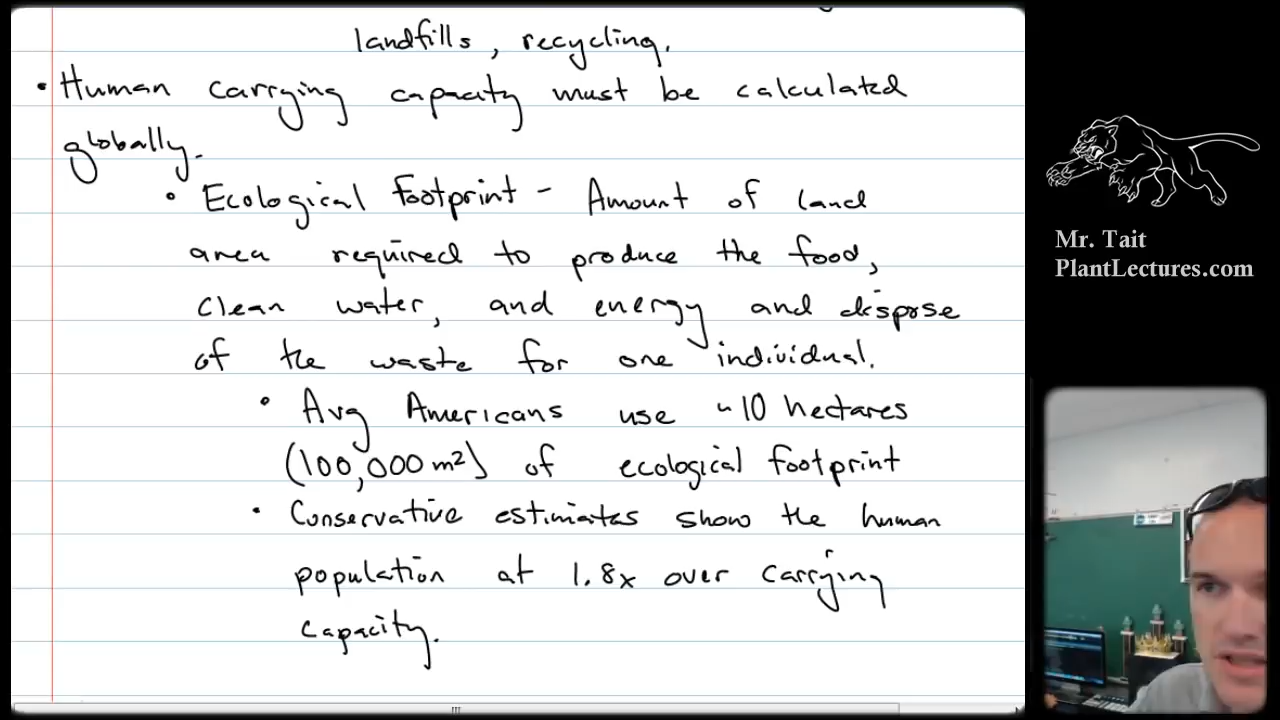 landfills, recycling.
• Human carrying capacity must be calculated
globally.
• Ecological Footprint - Amount of land
area required to produce the food,
clean water, and energy and dispose
of the waste for one individual.
• Avg Americans use ~10 hectares
(100,000 m²) of ecological footprint
• Conservative estimates show the human
population at 1.8x over carrying
capacity.
Mr. Tait
PlantLectures.com